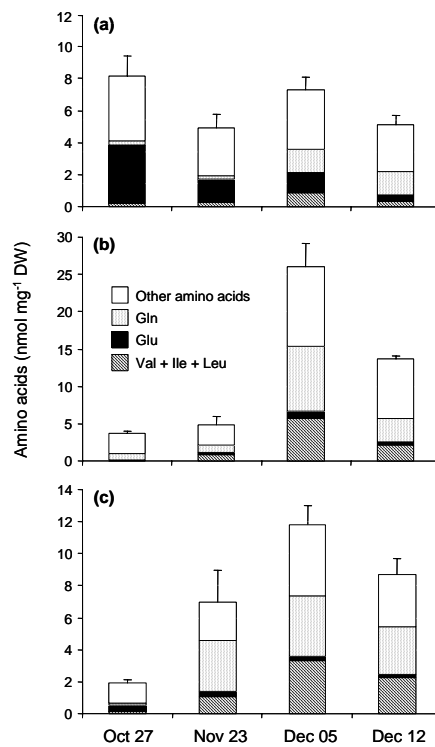 (a)
12
10
8
6
4
2
0
(b)
30
25
20
15
10
5
0
Other amino acids
Gln
Glu
Val + Ile + Leu
Amino acids (nmol mg⁻¹ DW)
(c)
14
12
10
8
6
4
2
0
Oct 27 Nov 23 Dec 05 Dec 12